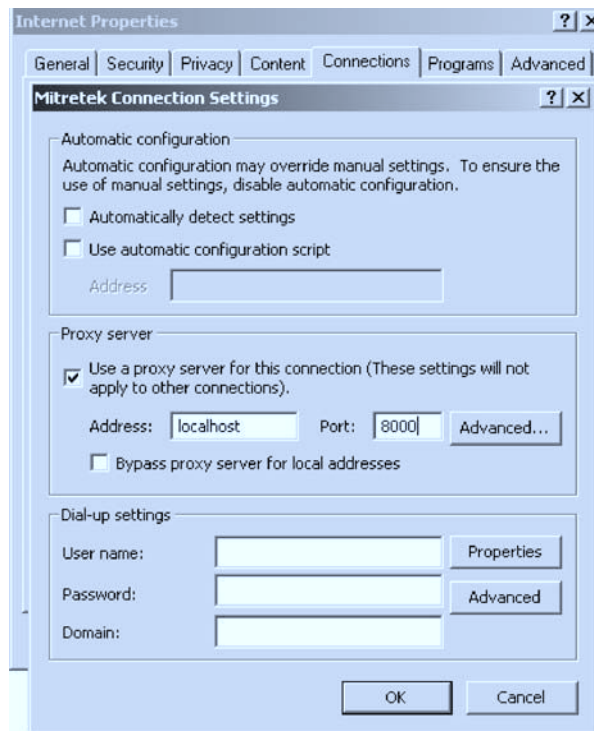 Internet Properties
General Security Privacy Content Connections Programs Advanced
Mitretek Connection Settings
Automatic configuration
Automatic configuration may override manual settings. To ensure the
use of manual settings, disable automatic configuration.
Automatically detect settings
Use automatic configuration script
Address
Proxy server
Use a proxy server for this connection (These settings will not
apply to other connections).
Address: localhost Port: 8000 Advanced...
Bypass proxy server for local addresses
Dial-up settings
User name: Properties
Password: Advanced
Domain:
OK Cancel